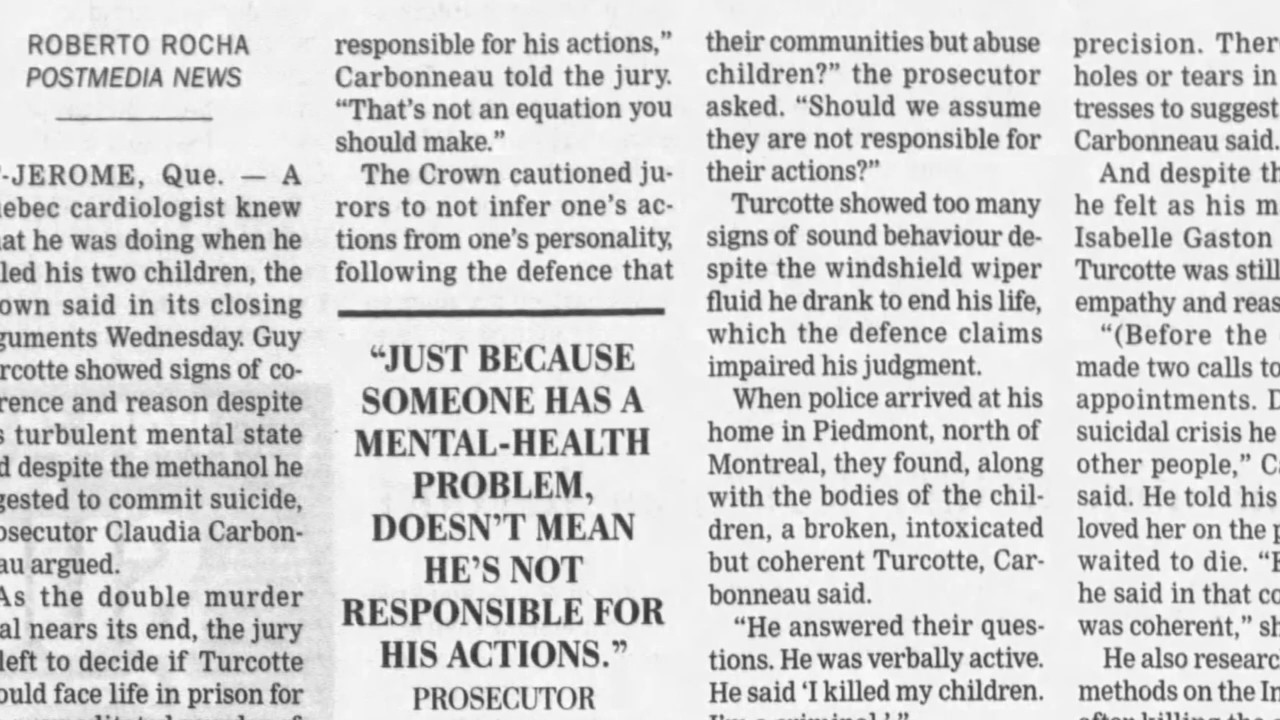 ROBERTO ROCHA
POSTMEDIA NEWS
-JEROME, Que. — A
uebec cardiologist knew
hat he was doing when he
led his two children, the
own said in its closing
guments Wednesday. Guy
rcotte showed signs of co-
rence and reason despite
s turbulent mental state
d despite the methanol he
gested to commit suicide,
osecutor Claudia Carbon-
au argued.
As the double murder
al nears its end, the jury
left to decide if Turcotte
ould face life in prison for
responsible for his actions,”
Carbonneau told the jury.
“That’s not an equation you
should make.”
The Crown cautioned ju-
rors to not infer one’s ac-
tions from one’s personality,
following the defence that
“JUST BECAUSE
SOMEONE HAS A
MENTAL-HEALTH
PROBLEM,
DOESN’T MEAN
HE’S NOT
RESPONSIBLE FOR
HIS ACTIONS.”
PROSECUTOR
their communities but abuse
children?” the prosecutor
asked. “Should we assume
they are not responsible for
their actions?”
Turcotte showed too many
signs of sound behaviour de-
spite the windshield wiper
fluid he drank to end his life,
which the defence claims
impaired his judgment.
When police arrived at his
home in Piedmont, north of
Montreal, they found, along
with the bodies of the chil-
dren, a broken, intoxicated
but coherent Turcotte, Car-
bonneau said.
“He answered their ques-
tions. He was verbally active.
He said ‘I killed my children.
I’m a criminal.’ ”
precision. Ther
holes or tears in
tresses to suggest
Carbonneau said.
And despite th
he felt as his m
Isabelle Gaston
Turcotte was still
empathy and reas
“(Before the
made two calls to
appointments. D
suicidal crisis he
other people,” Ca
said. He told his
loved her on the p
waited to die. “H
he said in that co
was coherent,” sh
He also research
methods on the In